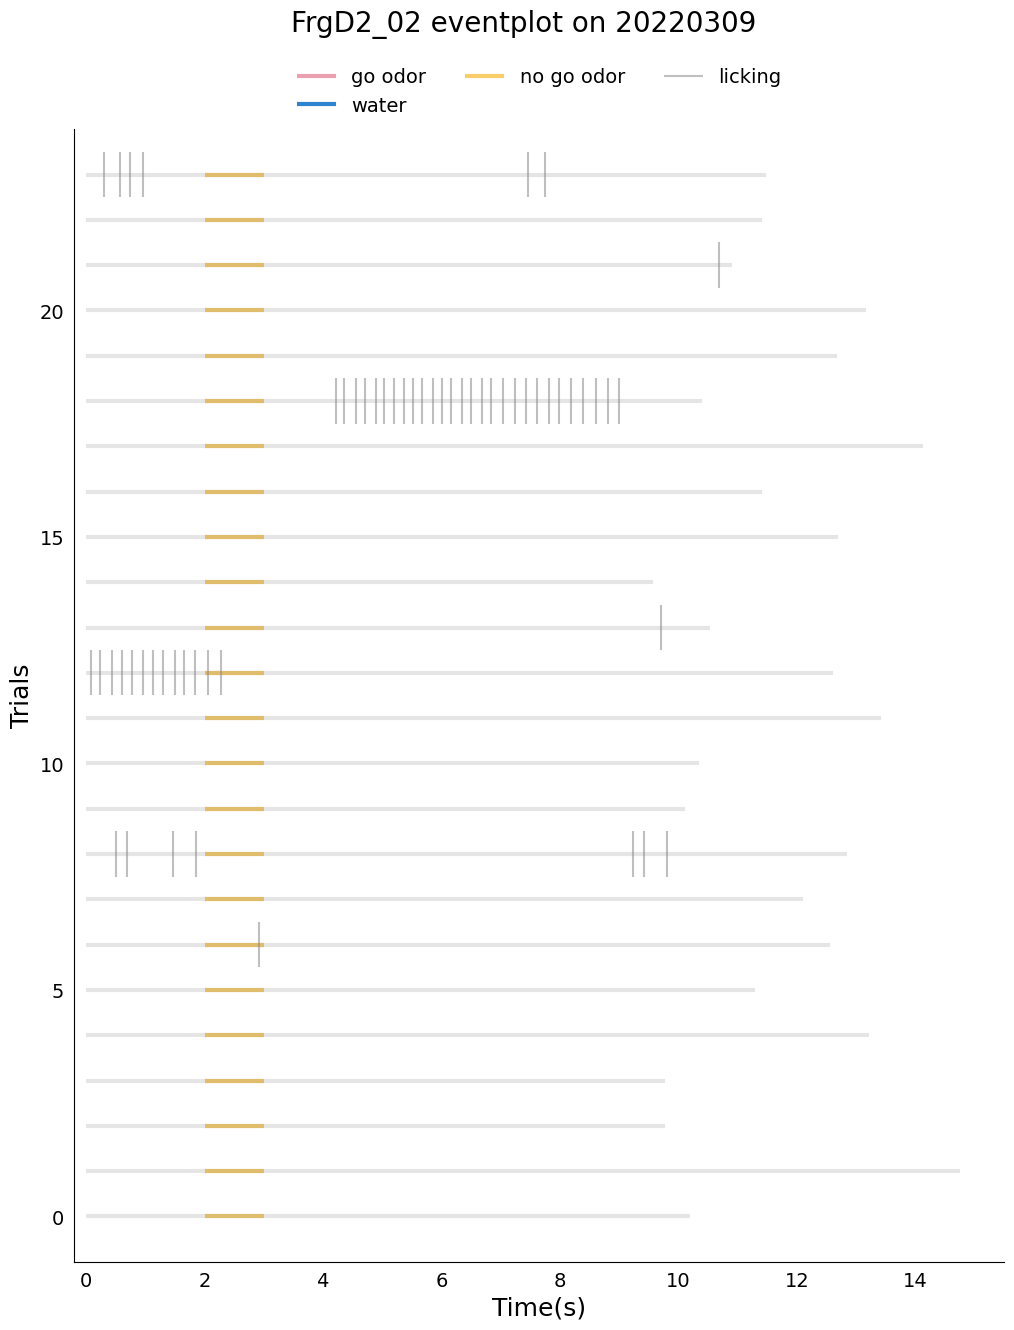 FrgD2_02 eventplot on 20220309
go odor
no go odor
licking
water
20
15
10
5
0
Trials
0 2 4 6 8 10 12 14
Time(s)